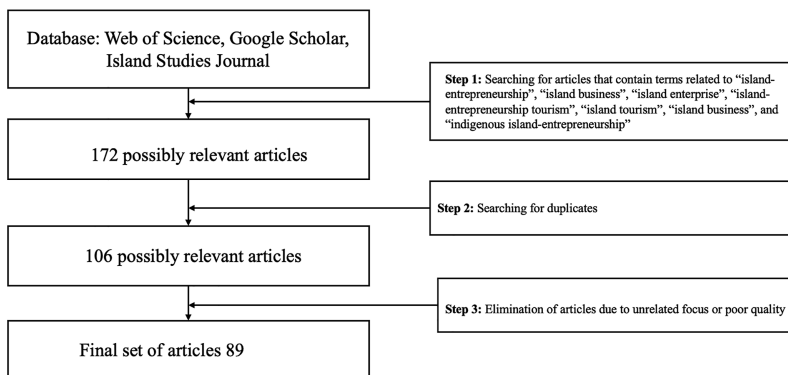 Database: Web of Science, Google Scholar,
Island Studies Journal
Step 1: Searching for articles that contain terms related to “island-
entrepreneurship”, “island business”, “island enterprise”, “island-
entrepreneurship tourism”, “island tourism”, “island business”, and
“indigenous island-entrepreneurship”
172 possibly relevant articles
Step 2: Searching for duplicates
106 possibly relevant articles
Step 3: Elimination of articles due to unrelated focus or poor quality
Final set of articles 89